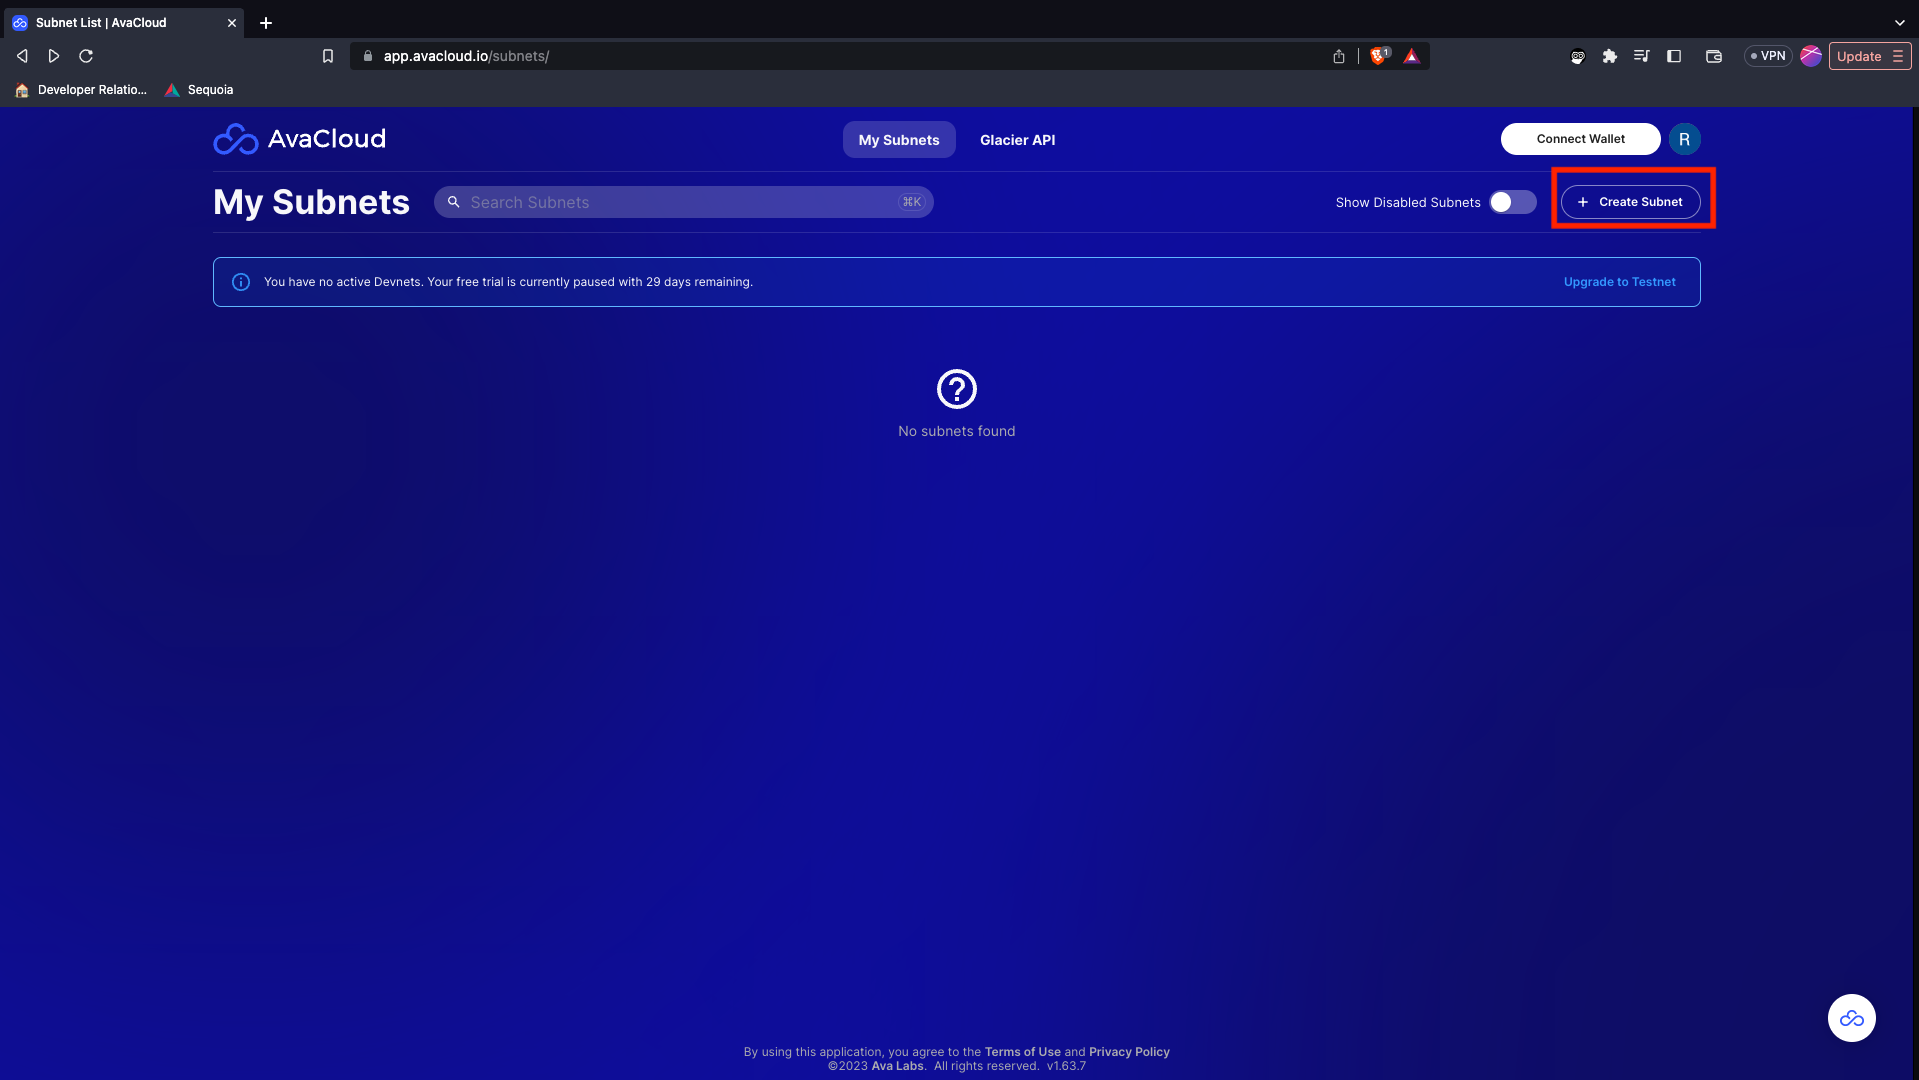 Subnet List | AvaCloud
app.avacloud.io/subnets/
1
VPN
Update
Developer Relatio...
Sequoia
AvaCloud
My Subnets
Glacier API
Connect Wallet
R
My Subnets
Search Subnets
⌘K
Show Disabled Subnets
+ Create Subnet
You have no active Devnets. Your free trial is currently paused with 29 days remaining.
Upgrade to Testnet
No subnets found
By using this application, you agree to the Terms of Use and Privacy Policy
©2023 Ava Labs. All rights reserved. v1.63.7